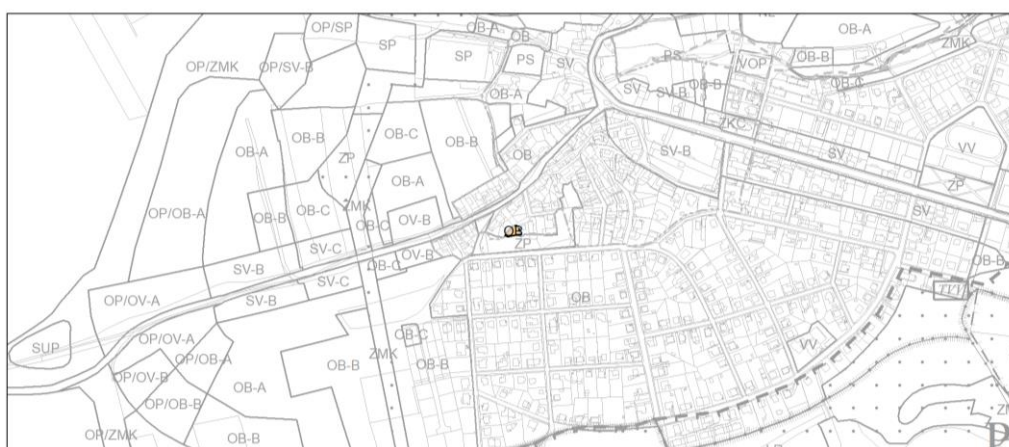 OP/SP
SP
OB-A
OB
NZ
OB-A
OP/ZMK
OP/SV-B
SP
PS
SV
PS
VOP
OB-B
ZMK
OB-A
SV
SV-B
OB-B
OB-C
OB-B
OB-C
OB-B
OB
ZKC
OB-A
ZP
SV-B
SV
VV
OB-A
ZP
OP/OB-A
OB-B
OB-C
ZMK
OV-B
SV
OB-C
OB
ZP
SV-C
OV-B
SV-B
OB-C
OB-B
OP/OV-A
SV-B
SV-C
OB
TVV
SUP
OP/OV-A
OP/OB-A
OB-C
VV
OP/OV-B
ZMK
OB-B
OB-B
OB-A
OP/OB-B
OP/ZMK
OB-B
D